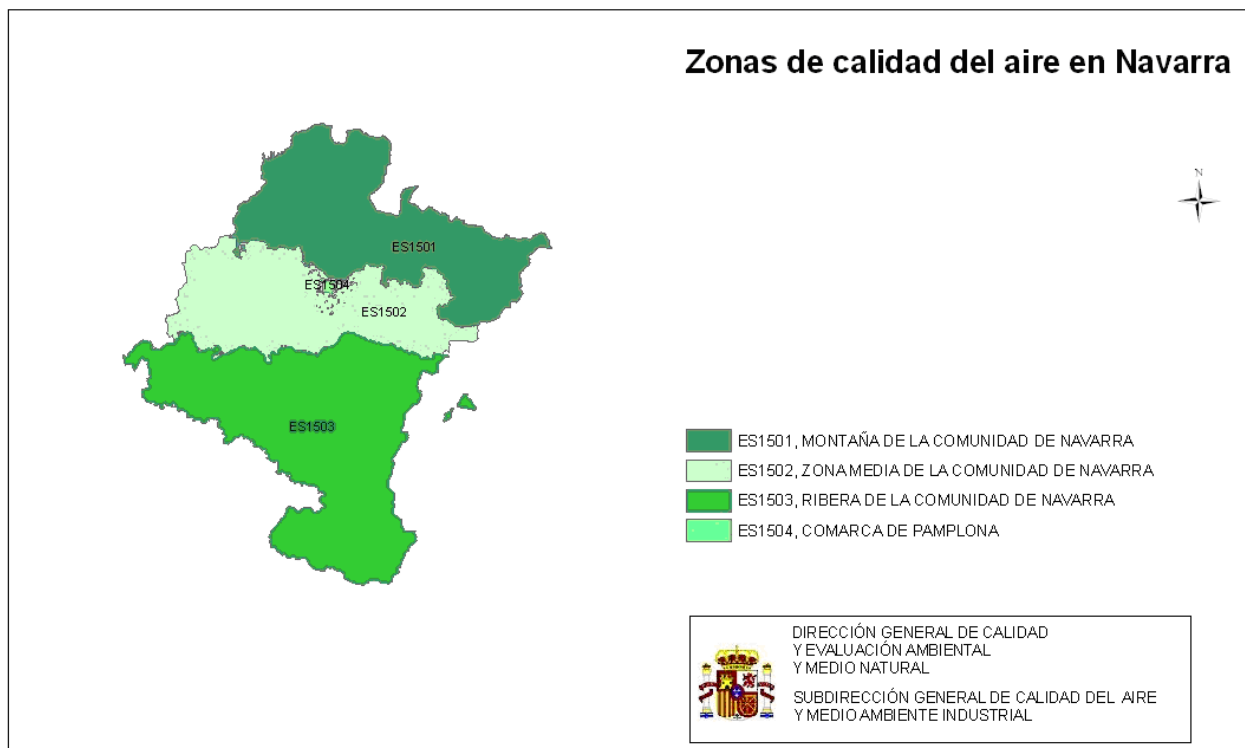 Zonas de calidad del aire en Navarra
N
ES1501
ES1504
ES1502
ES1503
ES1501, MONTAÑA DE LA COMUNIDAD DE NAVARRA
ES1502, ZONA MEDIA DE LA COMUNIDAD DE NAVARRA
ES1503, RIBERA DE LA COMUNIDAD DE NAVARRA
ES1504, COMARCA DE PAMPLONA
DIRECCIÓN GENERAL DE CALIDAD
Y EVALUACIÓN AMBIENTAL
Y MEDIO NATURAL
SUBDIRECCIÓN GENERAL DE CALIDAD DEL AIRE
Y MEDIO AMBIENTE INDUSTRIAL